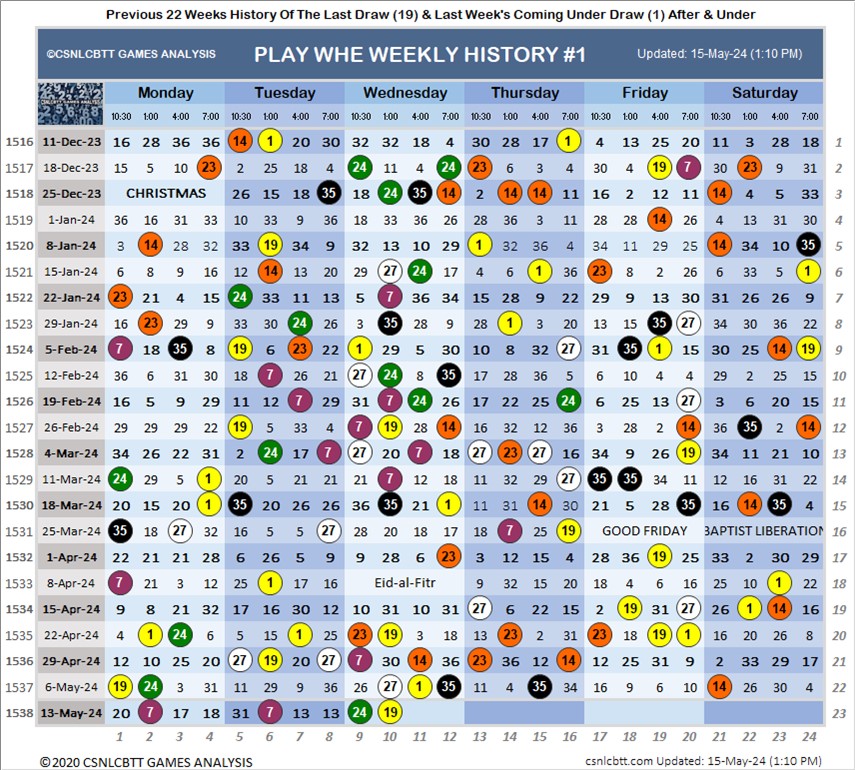 Previous 22 Weeks History Of The Last Draw (19) & Last Week's Coming Under Draw (1) After & Under
©CSNLCBTT GAMES ANALYSIS PLAY WHE WEEKLY HISTORY #1 Updated: 15-May-24 (1:10 PM)
Monday Tuesday Wednesday Thursday Friday Saturday
10:30 1:00 4:00 7:00 10:30 1:00 4:00 7:00 10:30 1:00 4:00 7:00 10:30 1:00 4:00 7:00 10:30 1:00 4:00 7:00 10:30 1:00 4:00 7:00
1516 11-Dec-23 16 28 36 36 14 1 20 30 32 32 18 4 30 28 17 1 4 13 25 20 11 3 28 18 1
1517 18-Dec-23 15 5 10 23 2 25 18 4 24 11 4 24 23 6 3 4 30 4 19 7 30 23 9 31 2
1518 25-Dec-23 CHRISTMAS 26 15 18 35 18 24 35 14 2 14 14 11 16 2 12 11 14 4 5 33 3
1519 1-Jan-24 36 16 31 33 10 33 9 36 18 33 36 26 28 36 3 11 28 28 14 26 4 13 31 30 4
1520 8-Jan-24 3 14 28 32 33 19 34 9 32 13 10 29 1 32 36 4 34 11 29 25 14 34 10 35 5
1521 15-Jan-24 6 8 9 16 12 14 13 20 29 27 24 17 4 6 1 36 23 8 2 26 6 33 24 1 6
1522 22-Jan-24 23 21 4 15 24 33 11 13 5 7 36 34 15 28 9 22 29 9 13 30 31 26 26 9 7
1523 29-Jan-24 16 23 29 9 33 30 24 26 3 35 28 9 28 1 3 20 13 15 35 27 34 30 36 22 8
1524 5-Feb-24 7 18 35 8 19 6 23 22 1 29 5 30 10 8 32 27 31 35 1 15 30 25 14 19 9
1525 12-Feb-24 36 6 31 30 18 7 26 21 27 24 8 35 17 28 36 5 6 10 4 4 29 2 25 15 10
1526 19-Feb-24 16 5 9 29 11 12 7 29 31 7 24 26 17 22 25 24 6 25 13 27 3 6 20 15 11
1527 26-Feb-24 29 29 29 22 19 5 33 4 7 19 28 14 16 32 12 36 3 28 2 14 36 35 2 14 12
1528 4-Mar-24 34 26 22 31 2 24 17 7 27 20 7 18 27 23 27 15 34 9 26 19 34 11 21 10 13
1529 11-Mar-24 24 29 5 1 20 5 21 21 21 7 18 12 31 15 29 27 35 35 34 11 12 16 31 22 14
1530 18-Mar-24 20 15 20 1 35 20 26 26 36 35 21 1 11 31 14 30 21 5 28 35 16 14 35 4 15
1531 25-Mar-24 35 18 27 32 16 5 5 27 28 20 18 17 18 7 25 19 GOOD FRIDAY BAPTIST LIBERATION 16
1532 1-Apr-24 22 21 21 28 6 26 5 9 9 28 6 23 3 12 15 4 28 36 19 25 33 2 30 29 17
1533 8-Apr-24 7 21 3 12 25 1 17 16 Eid-al-Fitr 9 32 15 20 18 4 6 16 25 10 1 22 18
1534 15-Apr-24 9 8 21 32 17 16 30 12 10 31 10 31 27 6 22 15 2 19 31 27 26 1 23 16 19
1535 22-Apr-24 4 1 24 6 5 15 1 25 23 19 3 18 13 23 2 31 23 18 19 1 16 20 26 8 20
1536 29-Apr-24 12 10 25 20 27 19 20 27 7 30 14 36 23 36 12 14 12 25 31 9 2 33 29 17 21
1537 6-May-24 19 24 3 31 11 29 9 36 26 27 1 35 11 4 35 34 16 9 6 10 14 26 30 4 22
1538 13-May-24 20 7 17 18 31 7 13 13 24 19 23
1 2 3 4 5 6 7 8 9 10 11 12 13 14 15 16 17 18 19 20 21 22 23 24
©2020 CSNLCBTT GAMES ANALYSIS csnlcbtt.com Updated: 15-May-24 (1:10 PM)